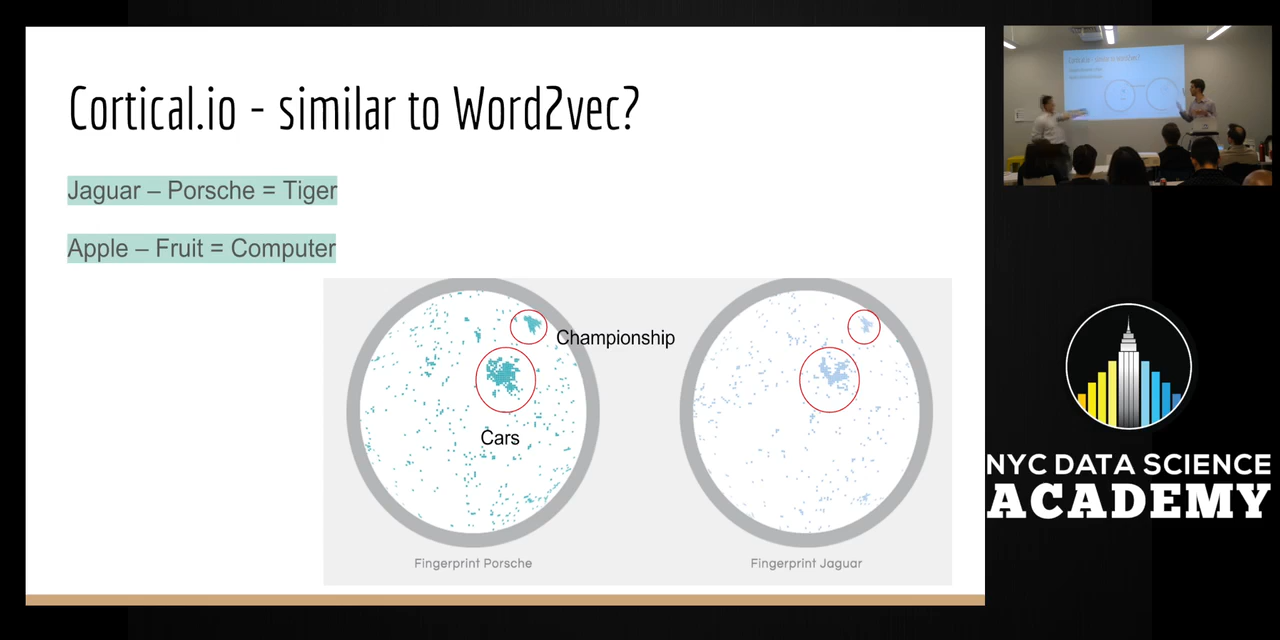 Cortical.io - similar to Word2vec?
Jaguar – Porsche = Tiger
Apple – Fruit = Computer
Championship
Cars
Fingerprint Porsche
Fingerprint Jaguar
NYC DATA SCIENCE
ACADEMY